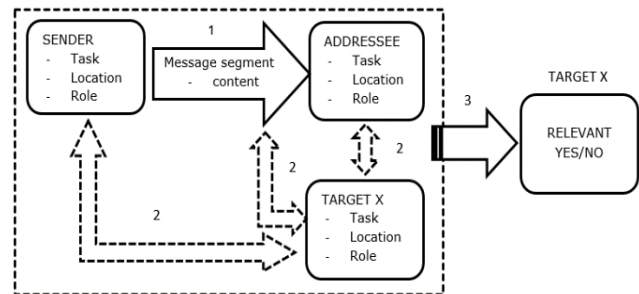 SENDER
- Task
- Location
- Role
1
Message segment
- content
ADDRESSEE
- Task
- Location
- Role
2
2
2
TARGET X
- Task
- Location
- Role
3
TARGET X
RELEVANT
YES/NO